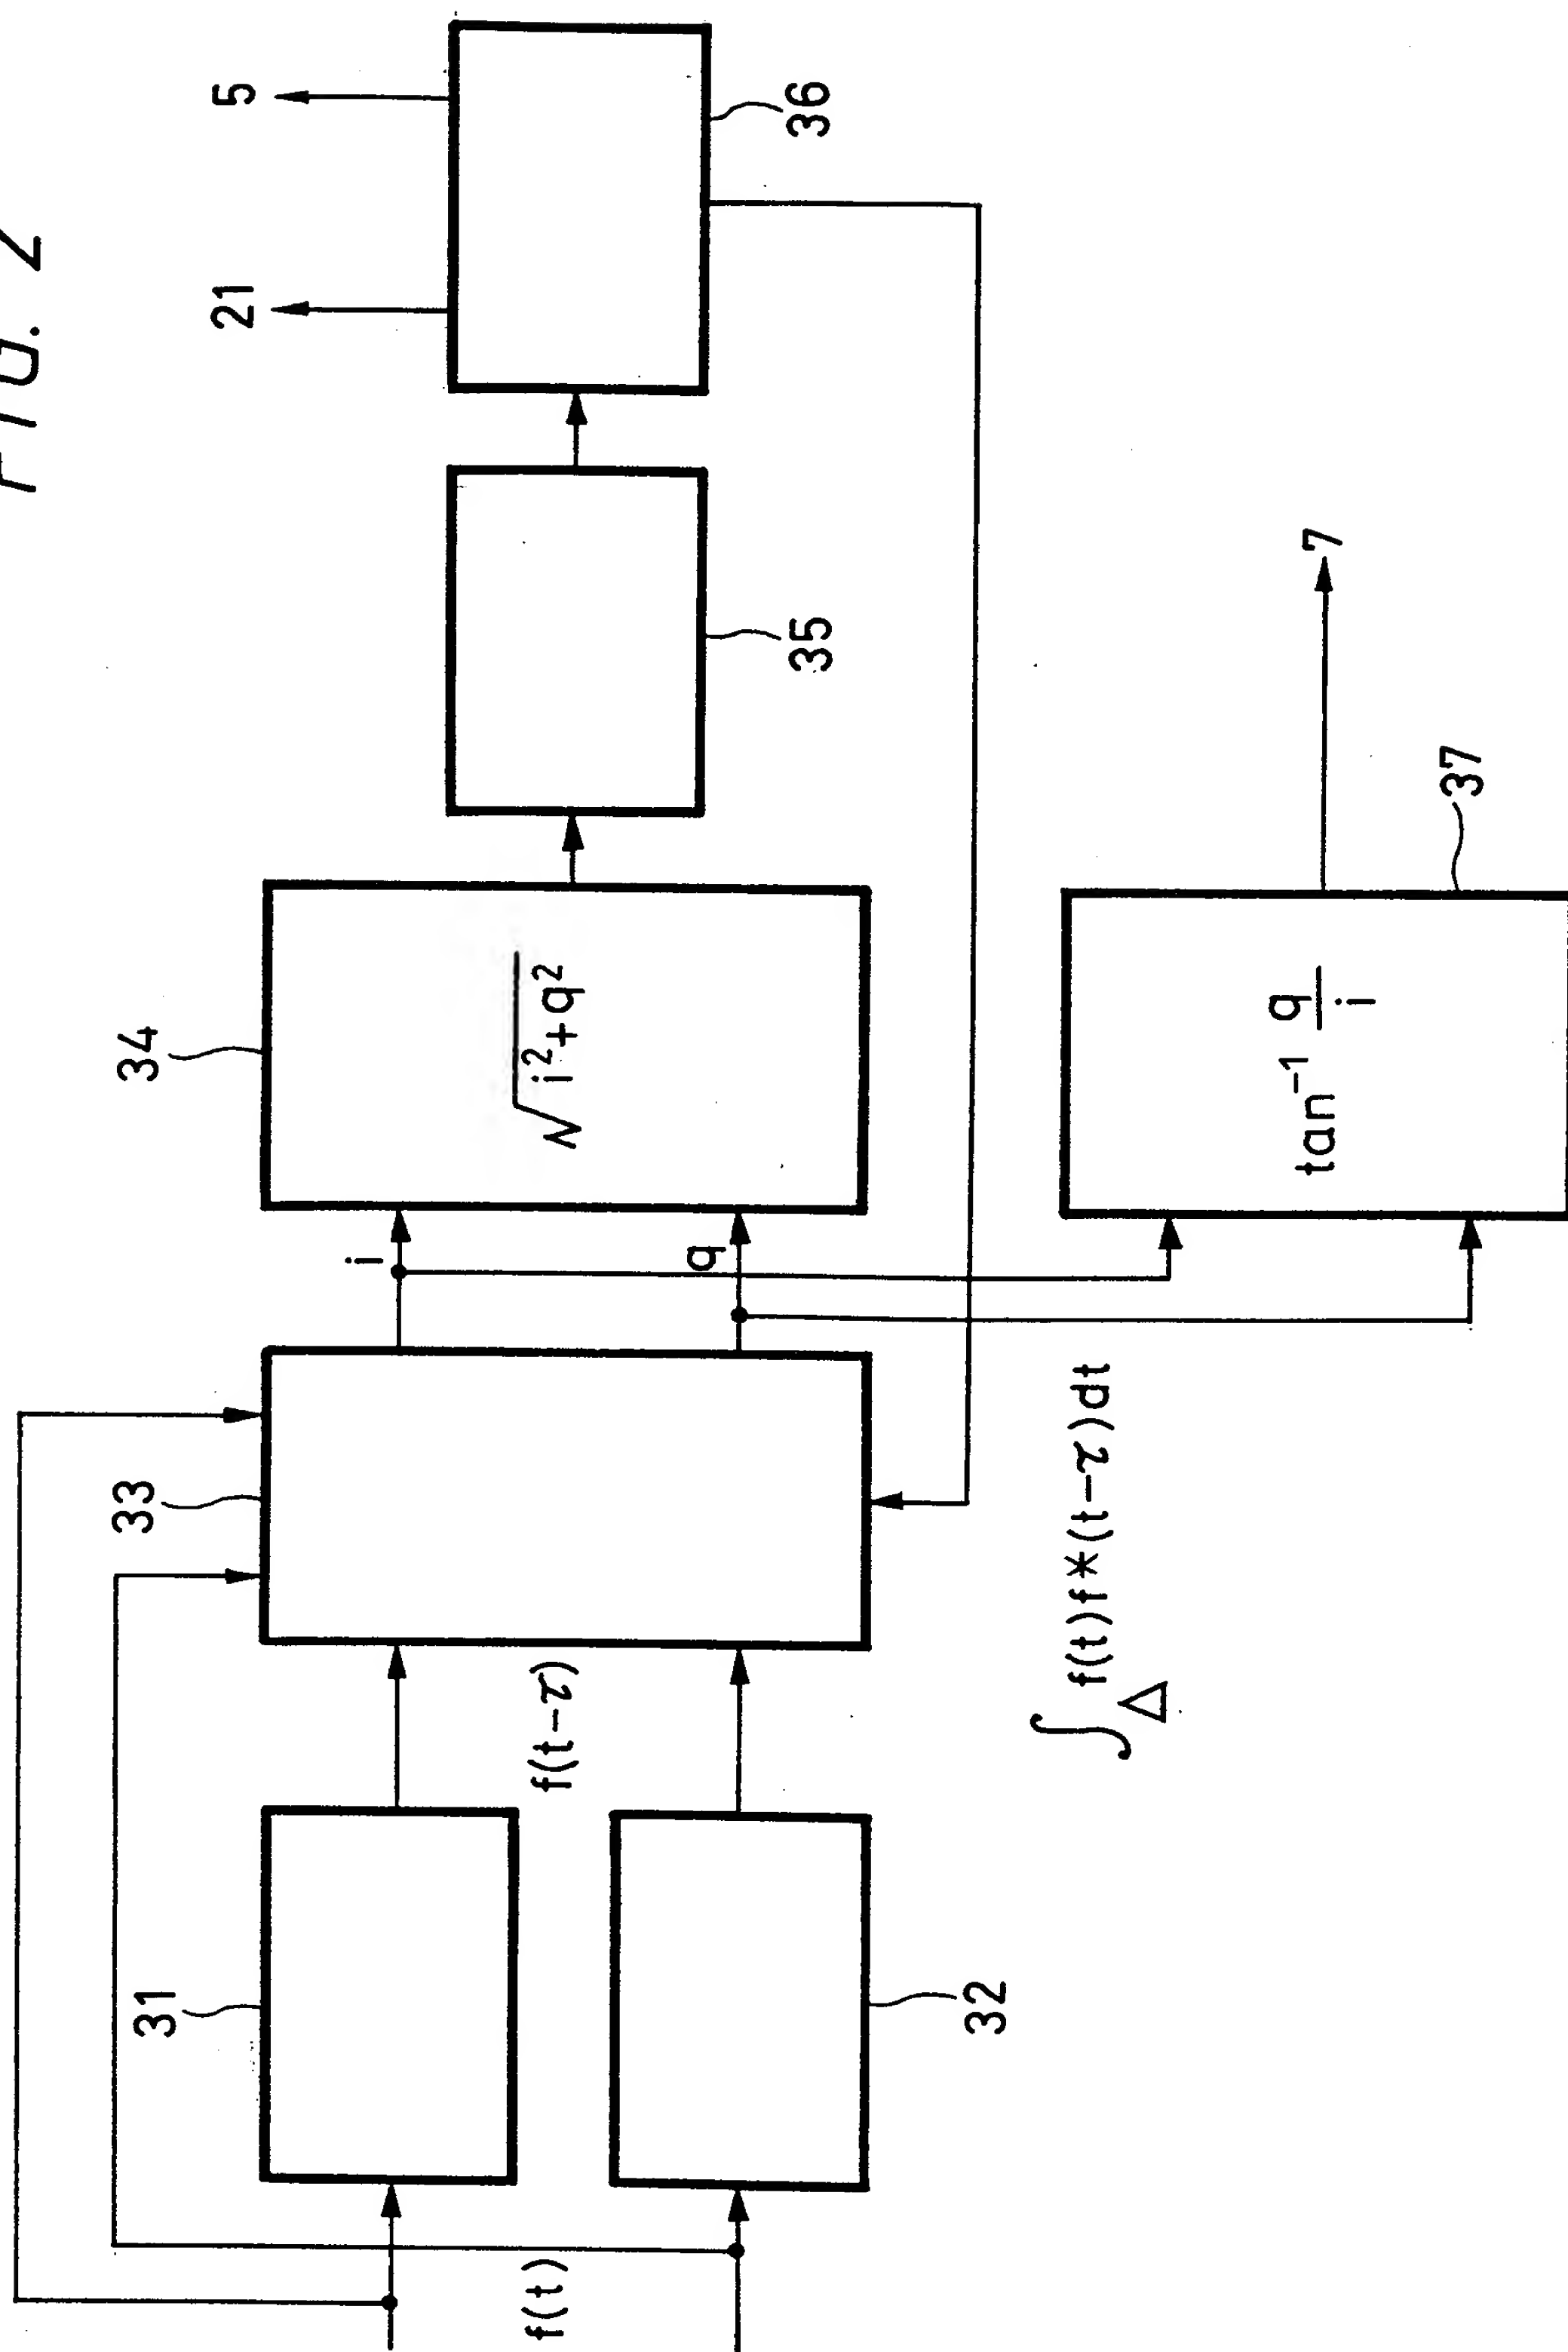 FIG. 2
5
21
36
35
34
√i²+q²
i
q
33
31
32
f(t)
f(t-τ)
∫Δ f(t)f*(t-τ)dt
tan⁻¹ q/i
37
7